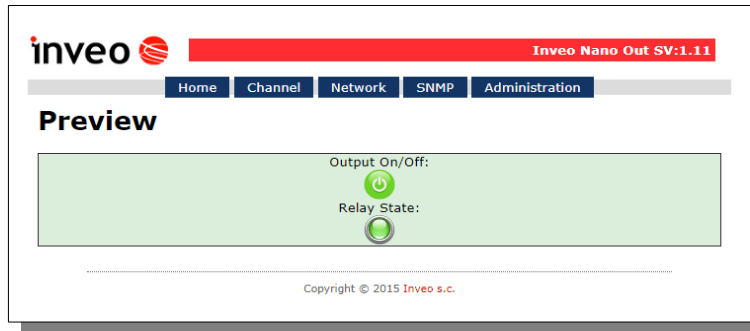 inveo
Inveo Nano Out SV:1.11
Home Channel Network SNMP Administration
Preview
Output On/Off:
Relay State:
Copyright © 2015 Inveo s.c.